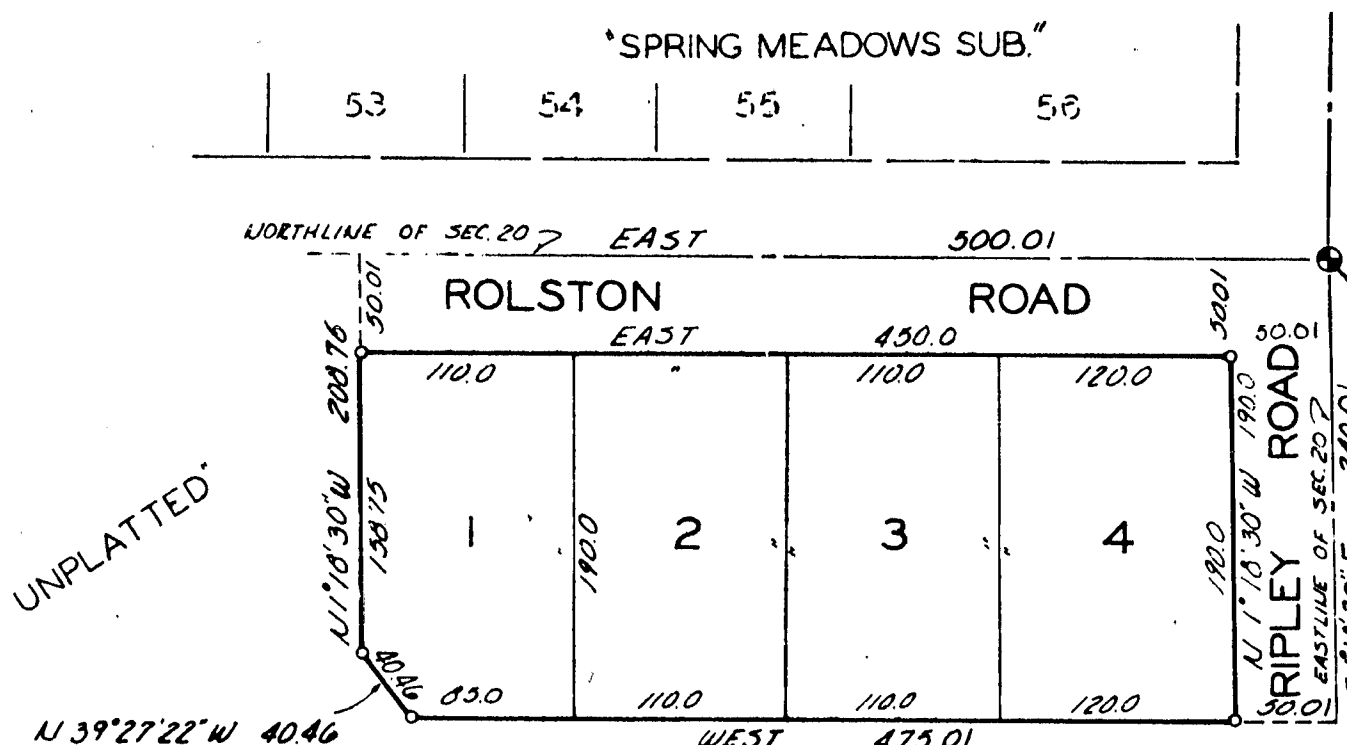 "SPRING MEADOWS SUB."
53 54 55 56
NORTHLINE OF SEC. 20 EAST 500.01
50.01 ROLSTON ROAD 50.01
EAST 450.0 50.01
110.0 " 110.0 120.0
N 1°18'30" W 208.76
158.75
UNPLATTED
1 " 190.0 2 " " 3 " " 4 190.0
N 1°18'30" W 190.0
RIPLEY ROAD
EASTLINE OF SEC. 20
240.01
40.46 85.0 110.0 110.0 120.0 50.01
N 39°27'22" W 40.46
WEST 475.01